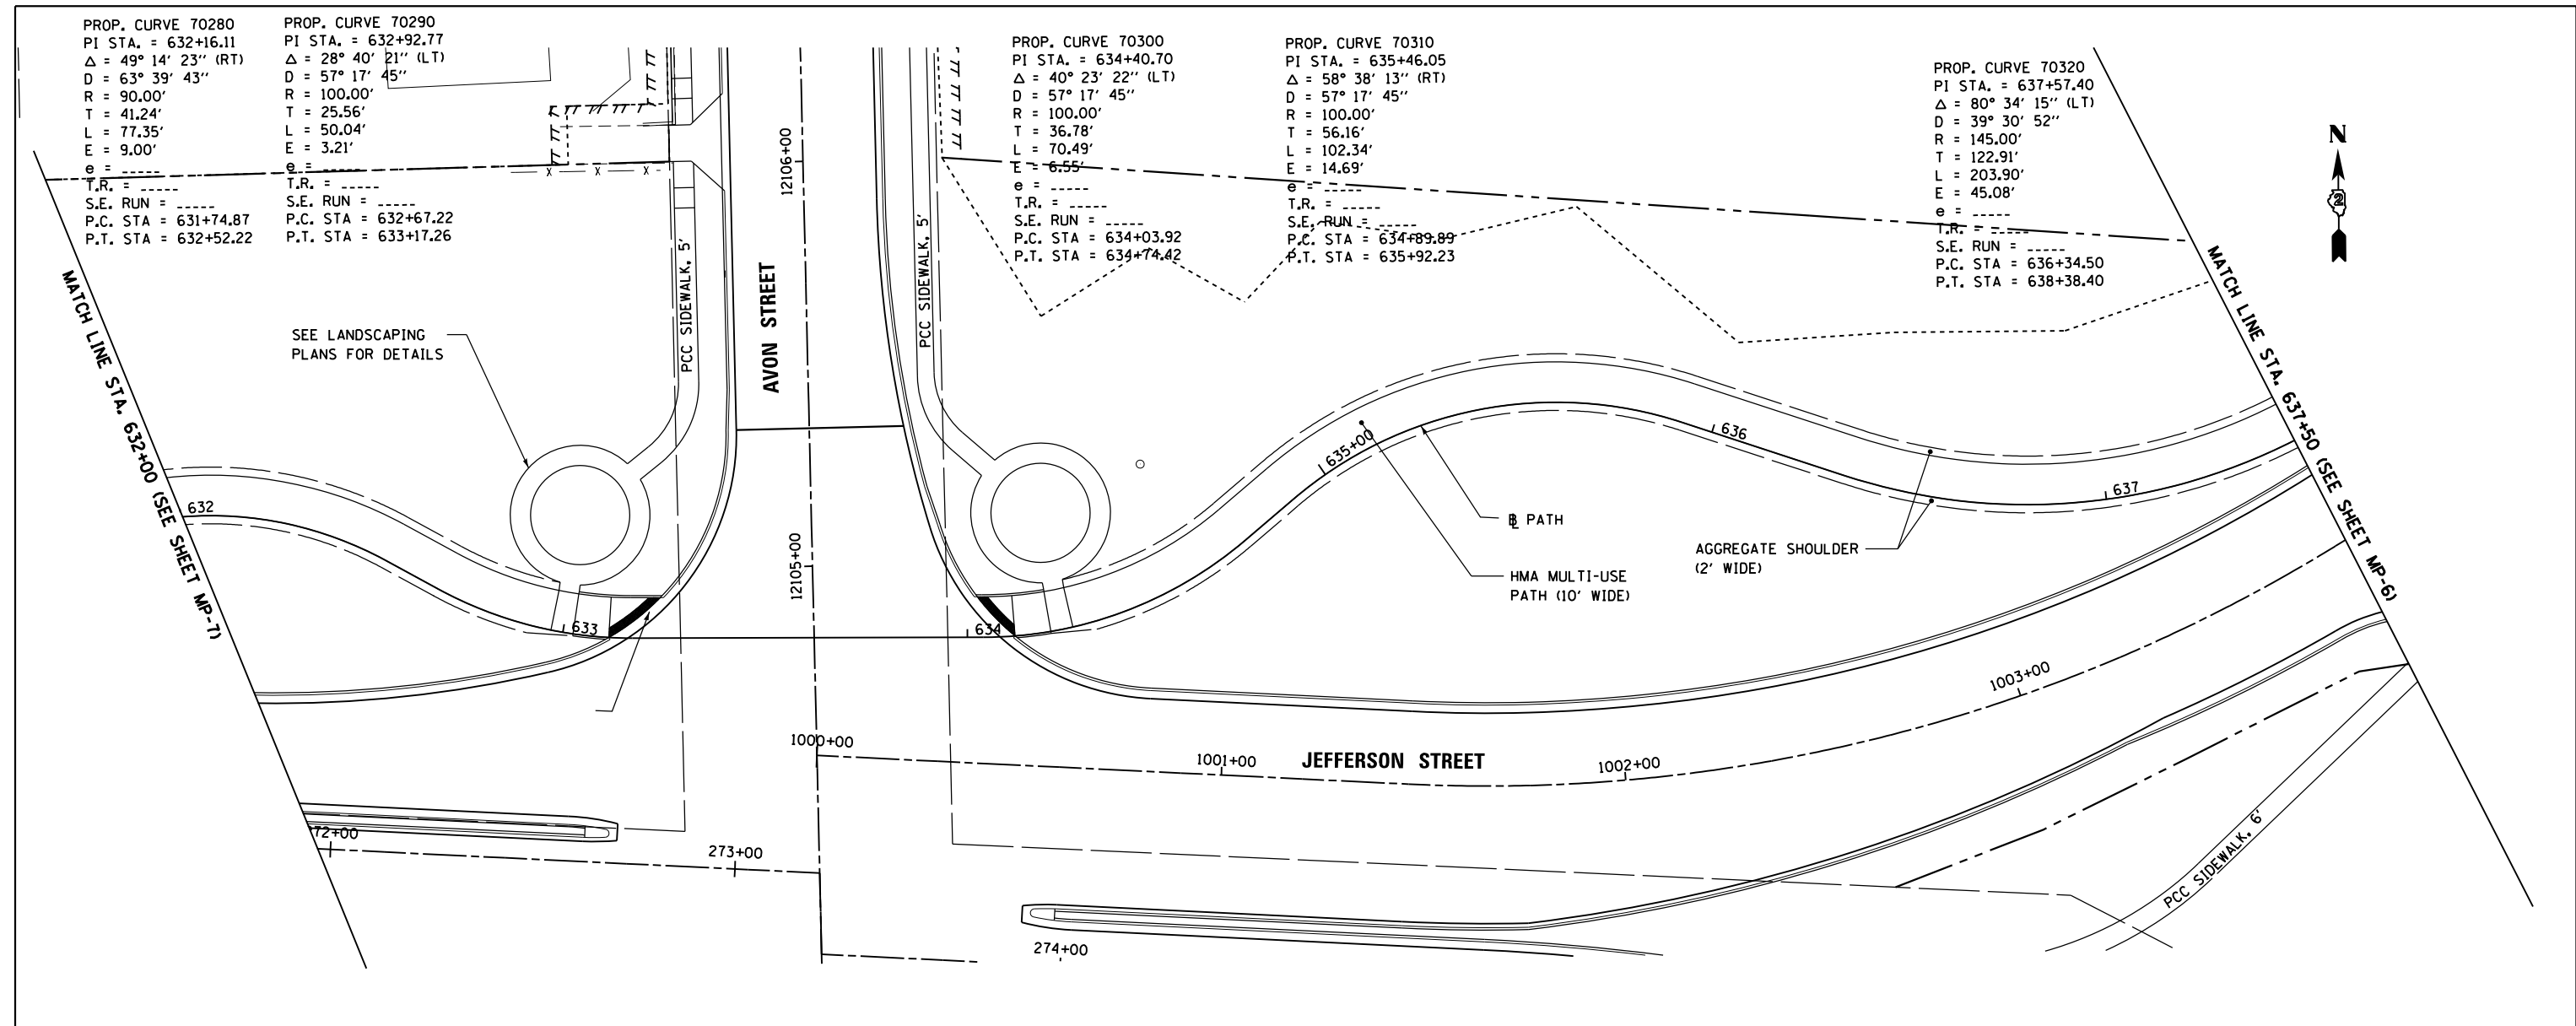 PROP. CURVE 70280
PI STA. = 632+16.11
Δ = 49° 14' 23" (RT)
D = 63° 39' 43"
R = 90.00'
T = 41.24'
L = 77.35'
E = 9.00'
e = _____
T.R. = _____
S.E. RUN = _____
P.C. STA = 631+74.87
P.T. STA = 632+52.22
PROP. CURVE 70290
PI STA. = 632+92.77
Δ = 28° 40' 21" (LT)
D = 57° 17' 45"
R = 100.00'
T = 25.56'
L = 50.04'
E = 3.21'
e = _____
T.R. = _____
S.E. RUN = _____
P.C. STA = 632+67.22
P.T. STA = 633+17.26
PROP. CURVE 70300
PI STA. = 634+40.70
Δ = 40° 23' 22" (LT)
D = 57° 17' 45"
R = 100.00'
T = 36.78'
L = 70.49'
E = 6.55'
e = _____
T.R. = _____
S.E. RUN = _____
P.C. STA = 634+03.92
P.T. STA = 634+74.42
PROP. CURVE 70310
PI STA. = 635+46.05
Δ = 58° 38' 13" (RT)
D = 57° 17' 45"
R = 100.00'
T = 56.16'
L = 102.34'
E = 14.69'
e = _____
T.R. = _____
S.E. RUN = _____
P.C. STA = 634+89.89
P.T. STA = 635+92.23
PROP. CURVE 70320
PI STA. = 637+57.40
Δ = 80° 34' 15" (LT)
D = 39° 30' 52"
R = 145.00'
T = 122.91'
L = 203.90'
E = 45.08'
e = _____
T.R. = _____
S.E. RUN = _____
P.C. STA = 636+34.50
P.T. STA = 638+38.40
N
2
MATCH LINE STA. 632+00 (SEE SHEET MP-7)
SEE LANDSCAPING
PLANS FOR DETAILS
PCC SIDEWALK, 5'
AVON STREET
12106+00
12105+00
PCC SIDEWALK, 5'
MATCH LINE STA. 637+50 (SEE SHEET MP-6)
632
633
634
635+00
636
637
℄ PATH
HMA MULTI-USE
PATH (10' WIDE)
AGGREGATE SHOULDER
(2' WIDE)
1000+00
1001+00
JEFFERSON STREET
1002+00
1003+00
72+00
273+00
274+00
PCC SIDEWALK, 6'